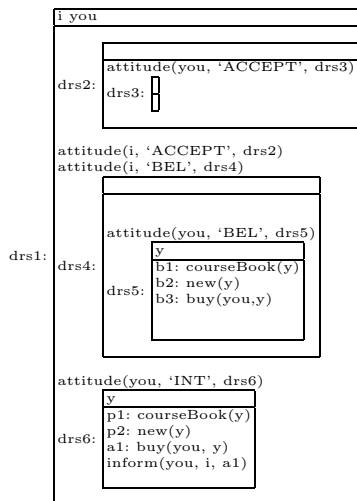 i you
attitude(you, ‘ACCEPT’, drs3)
drs2:
drs3:
attitude(i, ‘ACCEPT’, drs2)
attitude(i, ‘BEL’, drs4)
attitude(you, ‘BEL’, drs5)
y
drs1:
drs4:
b1: courseBook(y)
b2: new(y)
drs5:
b3: buy(you,y)
attitude(you, ‘INT’, drs6)
y
p1: courseBook(y)
p2: new(y)
drs6:
a1: buy(you, y)
inform(you, i, a1)